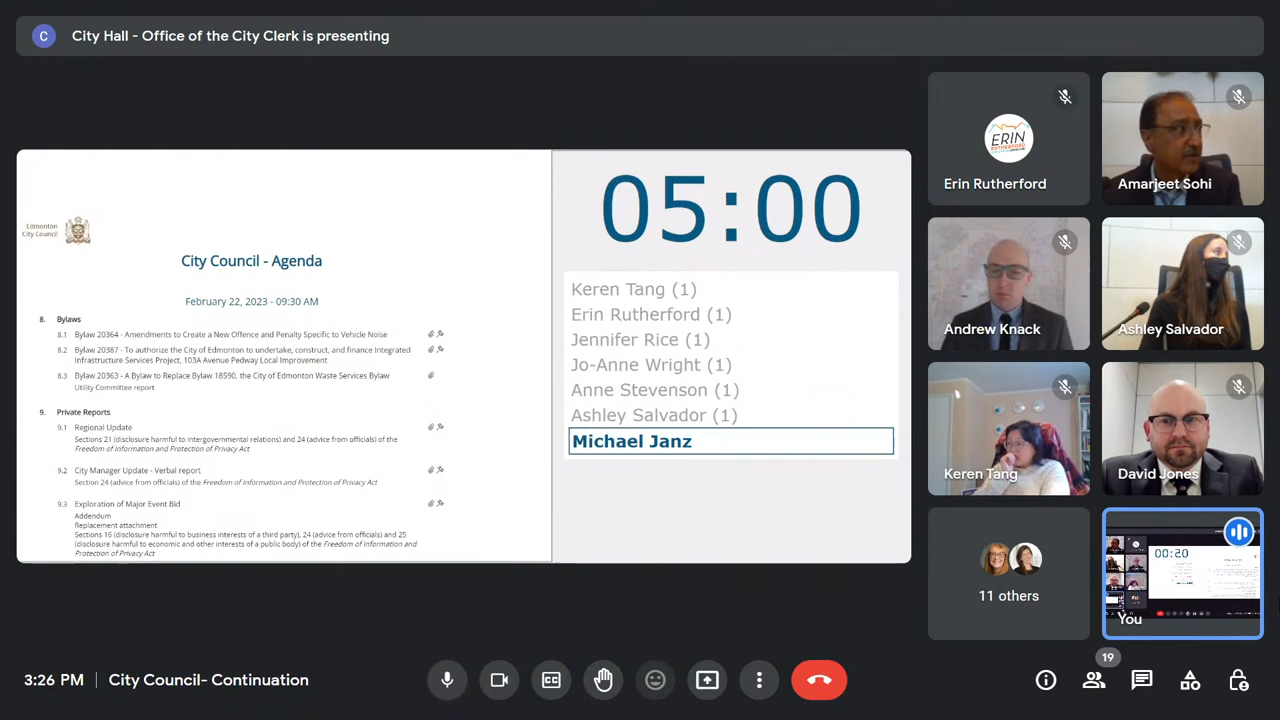 C City Hall - Office of the City Clerk is presenting
Edmonton
City Council
City Council - Agenda
February 22, 2023 - 09:30 AM
8. Bylaws
8.1 Bylaw 20364 - Amendments to Create a New Offence and Penalty Specific to Vehicle Noise
8.2 Bylaw 20387 - To authorize the City of Edmonton to undertake, construct, and finance Integrated
Infrastructure Services Project, 103A Avenue Pedway Local Improvement
8.3 Bylaw 20363 - A Bylaw to Replace Bylaw 18590, the City of Edmonton Waste Services Bylaw
Utility Committee report
9. Private Reports
9.1 Regional Update
Sections 21 (disclosure harmful to intergovernmental relations) and 24 (advice from officials) of the
Freedom of Information and Protection of Privacy Act
9.2 City Manager Update - Verbal report
Section 24 (advice from officials) of the Freedom of Information and Protection of Privacy Act
9.3 Exploration of Major Event Bid
Addendum
Replacement attachment
Sections 16 (disclosure harmful to business interests of a third party), 24 (advice from officials) and 25
(disclosure harmful to economic and other interests of a public body) of the Freedom of Information and
Protection of Privacy Act
05:00
Keren Tang (1)
Erin Rutherford (1)
Jennifer Rice (1)
Jo-Anne Wright (1)
Anne Stevenson (1)
Ashley Salvador (1)
Michael Janz
ERIN
RUTHERFORD
Erin Rutherford
Amarjeet Sohi
Andrew Knack
Ashley Salvador
Keren Tang
David Jones
11 others
00:20
You
3:26 PM | City Council- Continuation
19